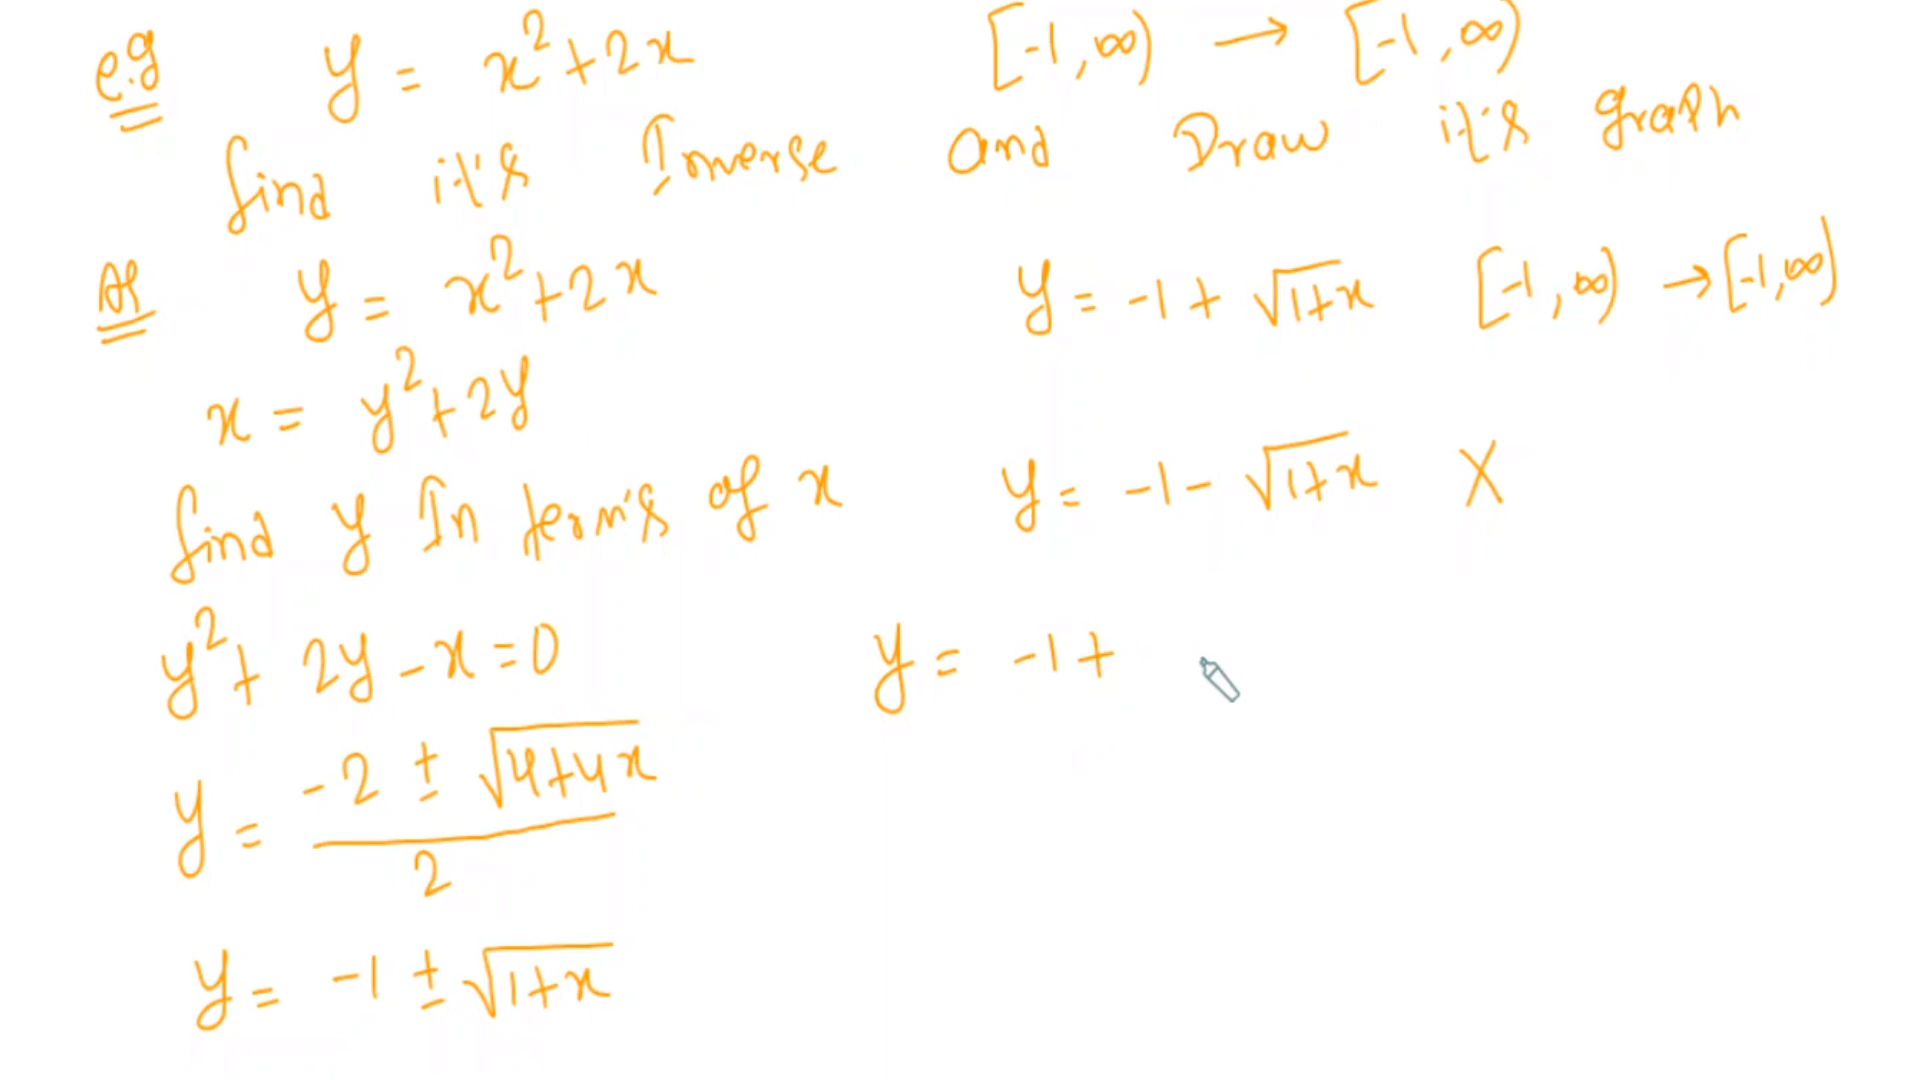 e.g y = x²+2x [-1,∞) → [-1,∞)
find it's Inverse and Draw it's graph
y = x²+2x
x = y²+2y
find y In term's of x
y²+ 2y -x =0
y = -2 ± √4+4x / 2
y = -1 ± √1+x
y = -1 + √1+x [-1,∞) → [-1,∞)
y = -1 - √1+x X
y = -1 +